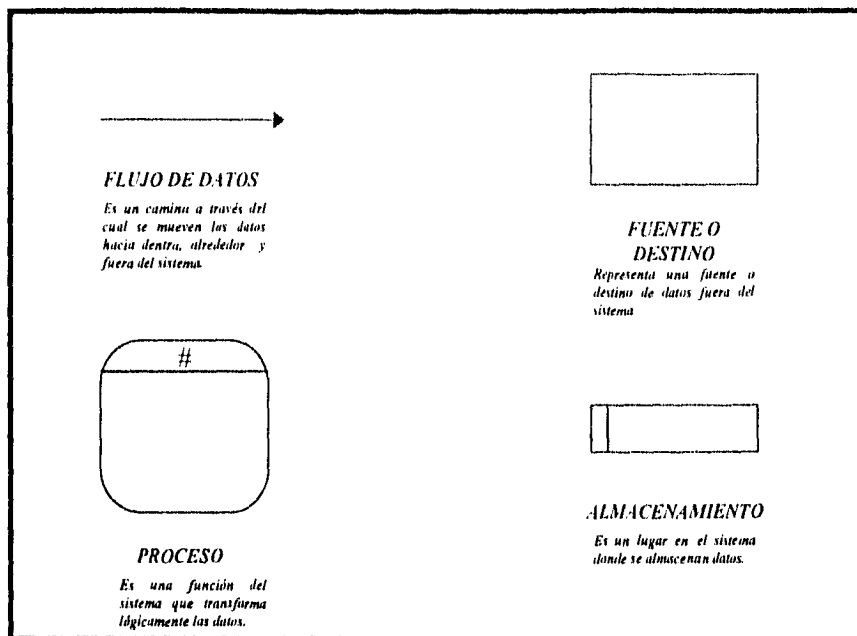 FLUJO DE DATOS
Es un camino a través del
cual se mueven los datos
hacia dentra, alrededor y
fuera del sistema.
FUENTE O
DESTINO
Representa una fuente o
destino de datos fuera del
sistema
#
PROCESO
Es una función del
sistema que transforma
lógicamente las datos.
ALMACENAMIENTO
Es un lugar en el sistema
donde se almacenan datos.